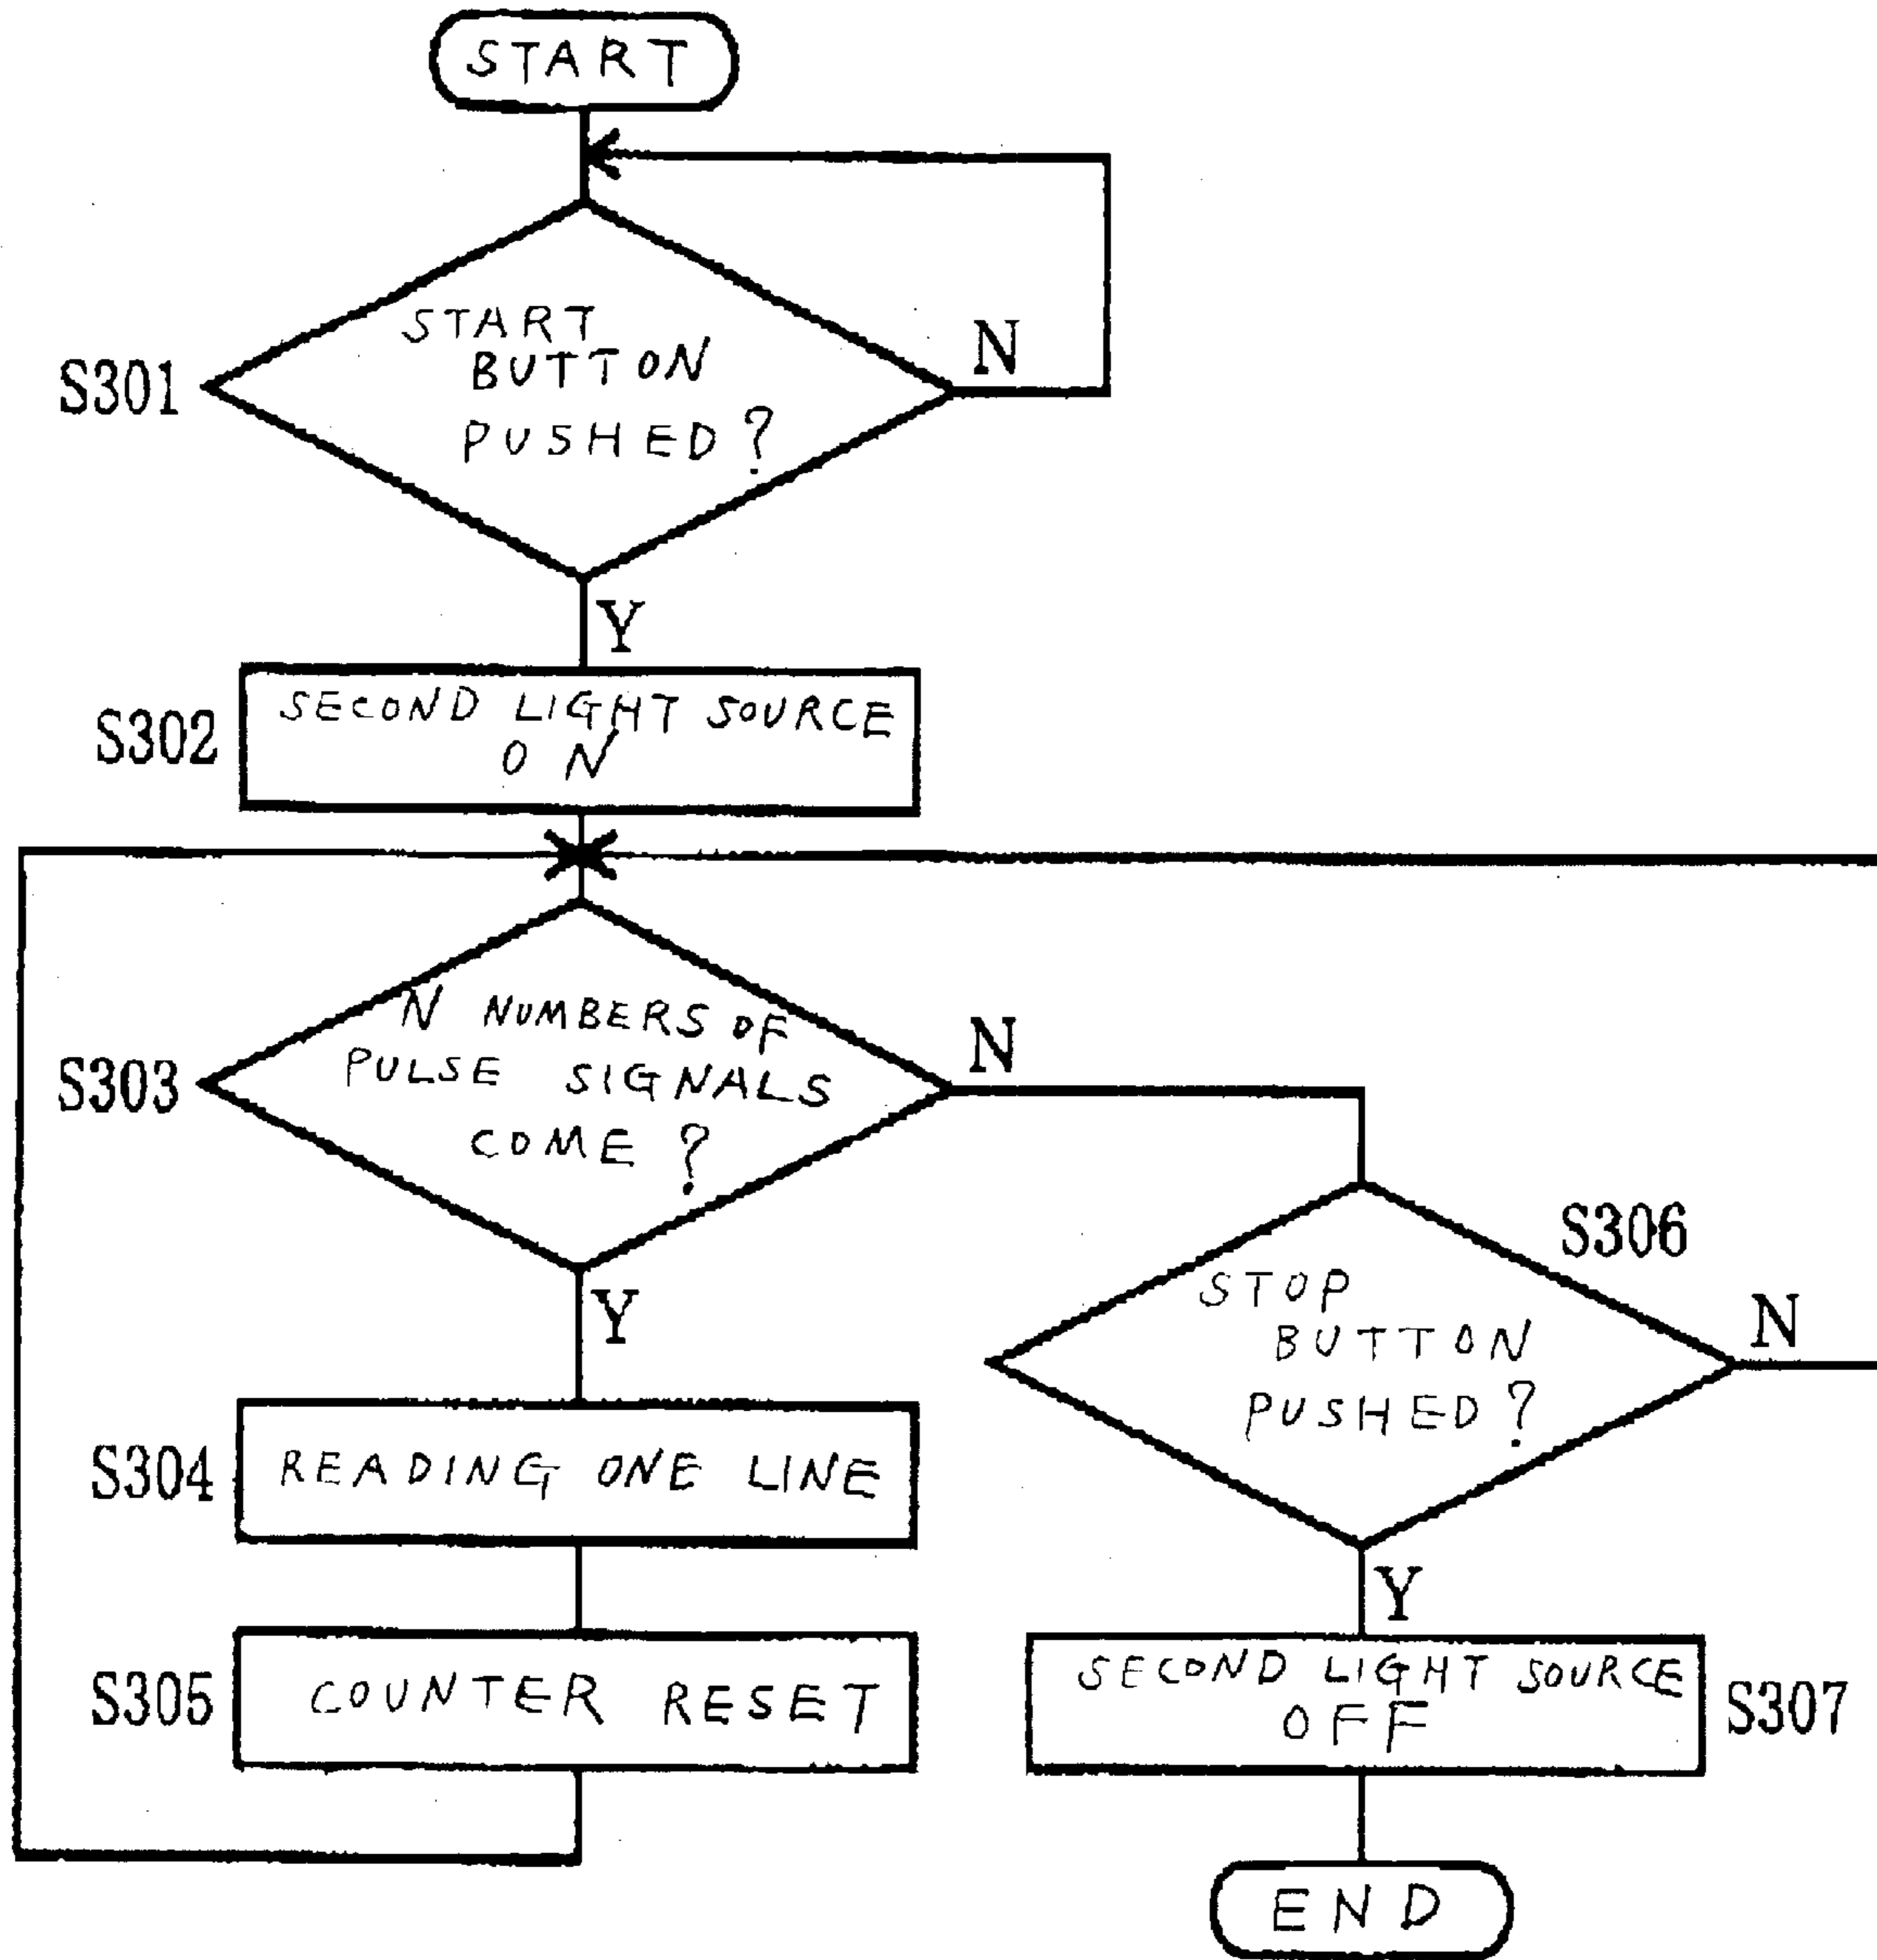 START
START
BUTTON
PUSHED?
N
S301
Y
SECOND LIGHT SOURCE
ON
S302
N NUMBERS OF
PULSE SIGNALS
COME?
N
S303
Y
S306
STOP
BUTTON
PUSHED?
N
S304
READING ONE LINE
Y
S305
COUNTER RESET
SECOND LIGHT SOURCE
OFF
S307
END